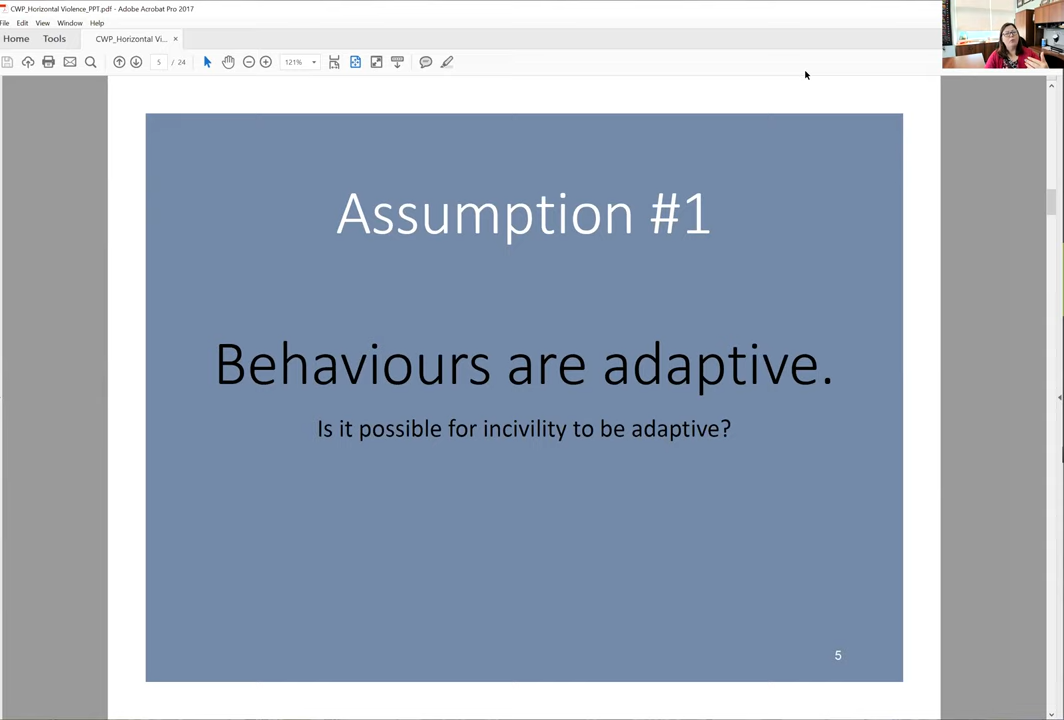 CWP_Horizontal Violence_PPT.pdf - Adobe Acrobat Pro 2017
File Edit View Window Help
Home Tools CWP_Horizontal Vi... ×
5 / 24 121%
Assumption #1
Behaviours are adaptive.
Is it possible for incivility to be adaptive?
5